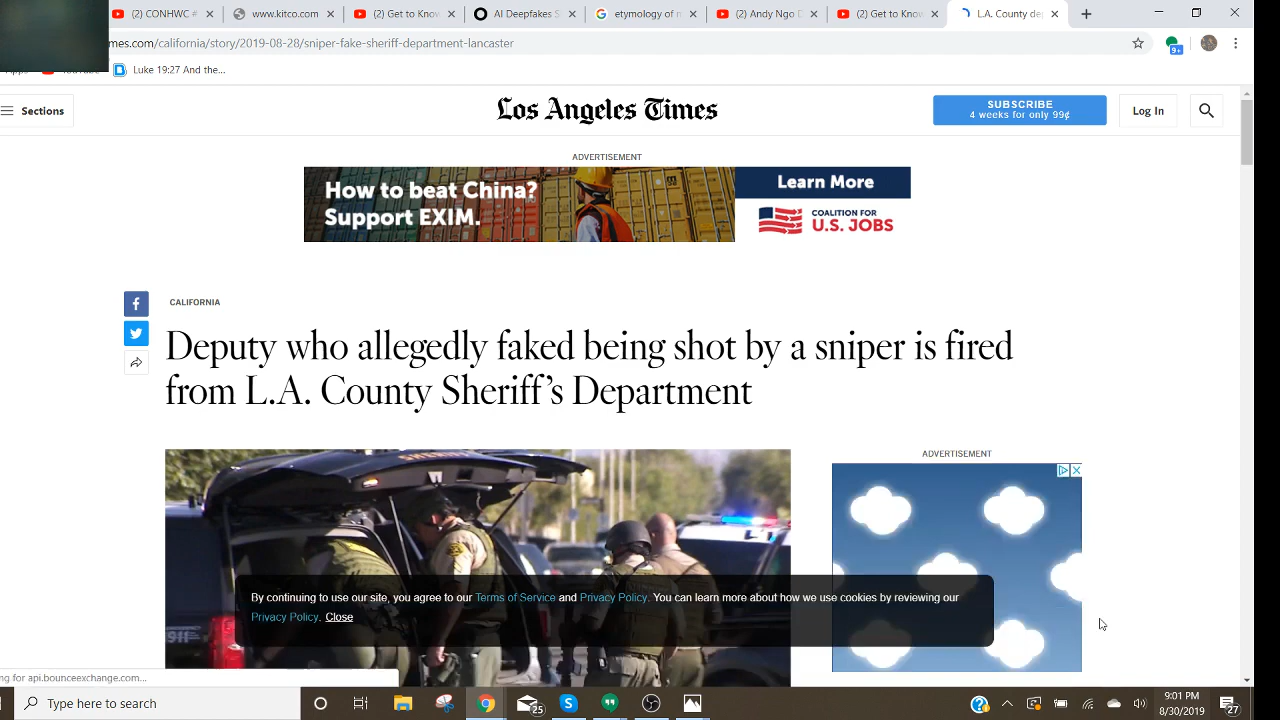 (2) CONHWC #
www.kitco.com
(2) Get to Know
AI Deepfakes S
etymology of n
(2) Andy Ngo D
(2) Get to Know
L.A. County dep
mes.com/california/story/2019-08-28/sniper-fake-sheriff-department-lancaster
9+
Luke 19:27 And the...
Sections
Los Angeles Times
SUBSCRIBE
4 weeks for only 99¢
Log In
ADVERTISEMENT
How to beat China?
Support EXIM.
Learn More
COALITION FOR
U.S. JOBS
CALIFORNIA
Deputy who allegedly faked being shot by a sniper is fired
from L.A. County Sheriff's Department
ADVERTISEMENT
By continuing to use our site, you agree to our Terms of Service and Privacy Policy. You can learn more about how we use cookies by reviewing our
Privacy Policy. Close
ng for api.bounceexchange.com...
Type here to search
25
9:01 PM
8/30/2019
27